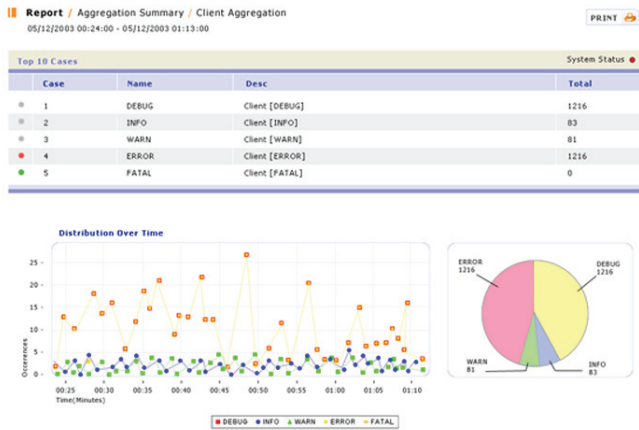 Report / Aggregation Summary / Client Aggregation
PRINT
05/12/2003 00:24:00 - 05/12/2003 01:13:00
Top 10 Cases System Status
Case Name Desc Total
1 DEBUG Client [DEBUG] 1216
2 INFO Client [INFO] 83
3 WARN Client [WARN] 81
4 ERROR Client [ERROR] 1216
5 FATAL Client [FATAL] 0
Distribution Over Time
25
20
15
10
5
0
Occerences
00:25 00:30 00:35 00:40 00:45 00:50 00:55 01:00 01:05 01:10
Time(Minutes)
DEBUG INFO WARN ERROR FATAL
ERROR
1216
DEBUG
1216
WARN
81
INFO
83